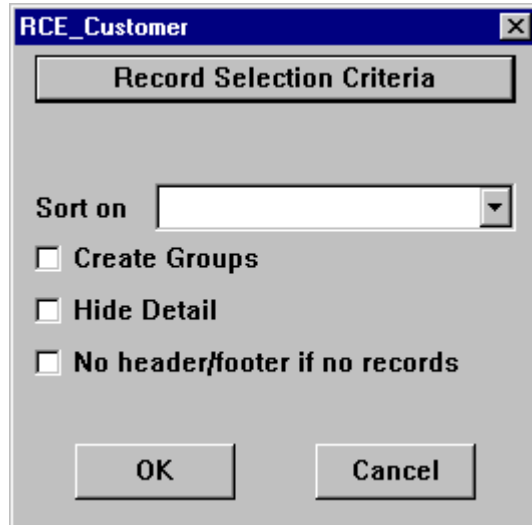 RCE_Customer
Record Selection Criteria
Sort on
Create Groups
Hide Detail
No header/footer if no records
OK Cancel